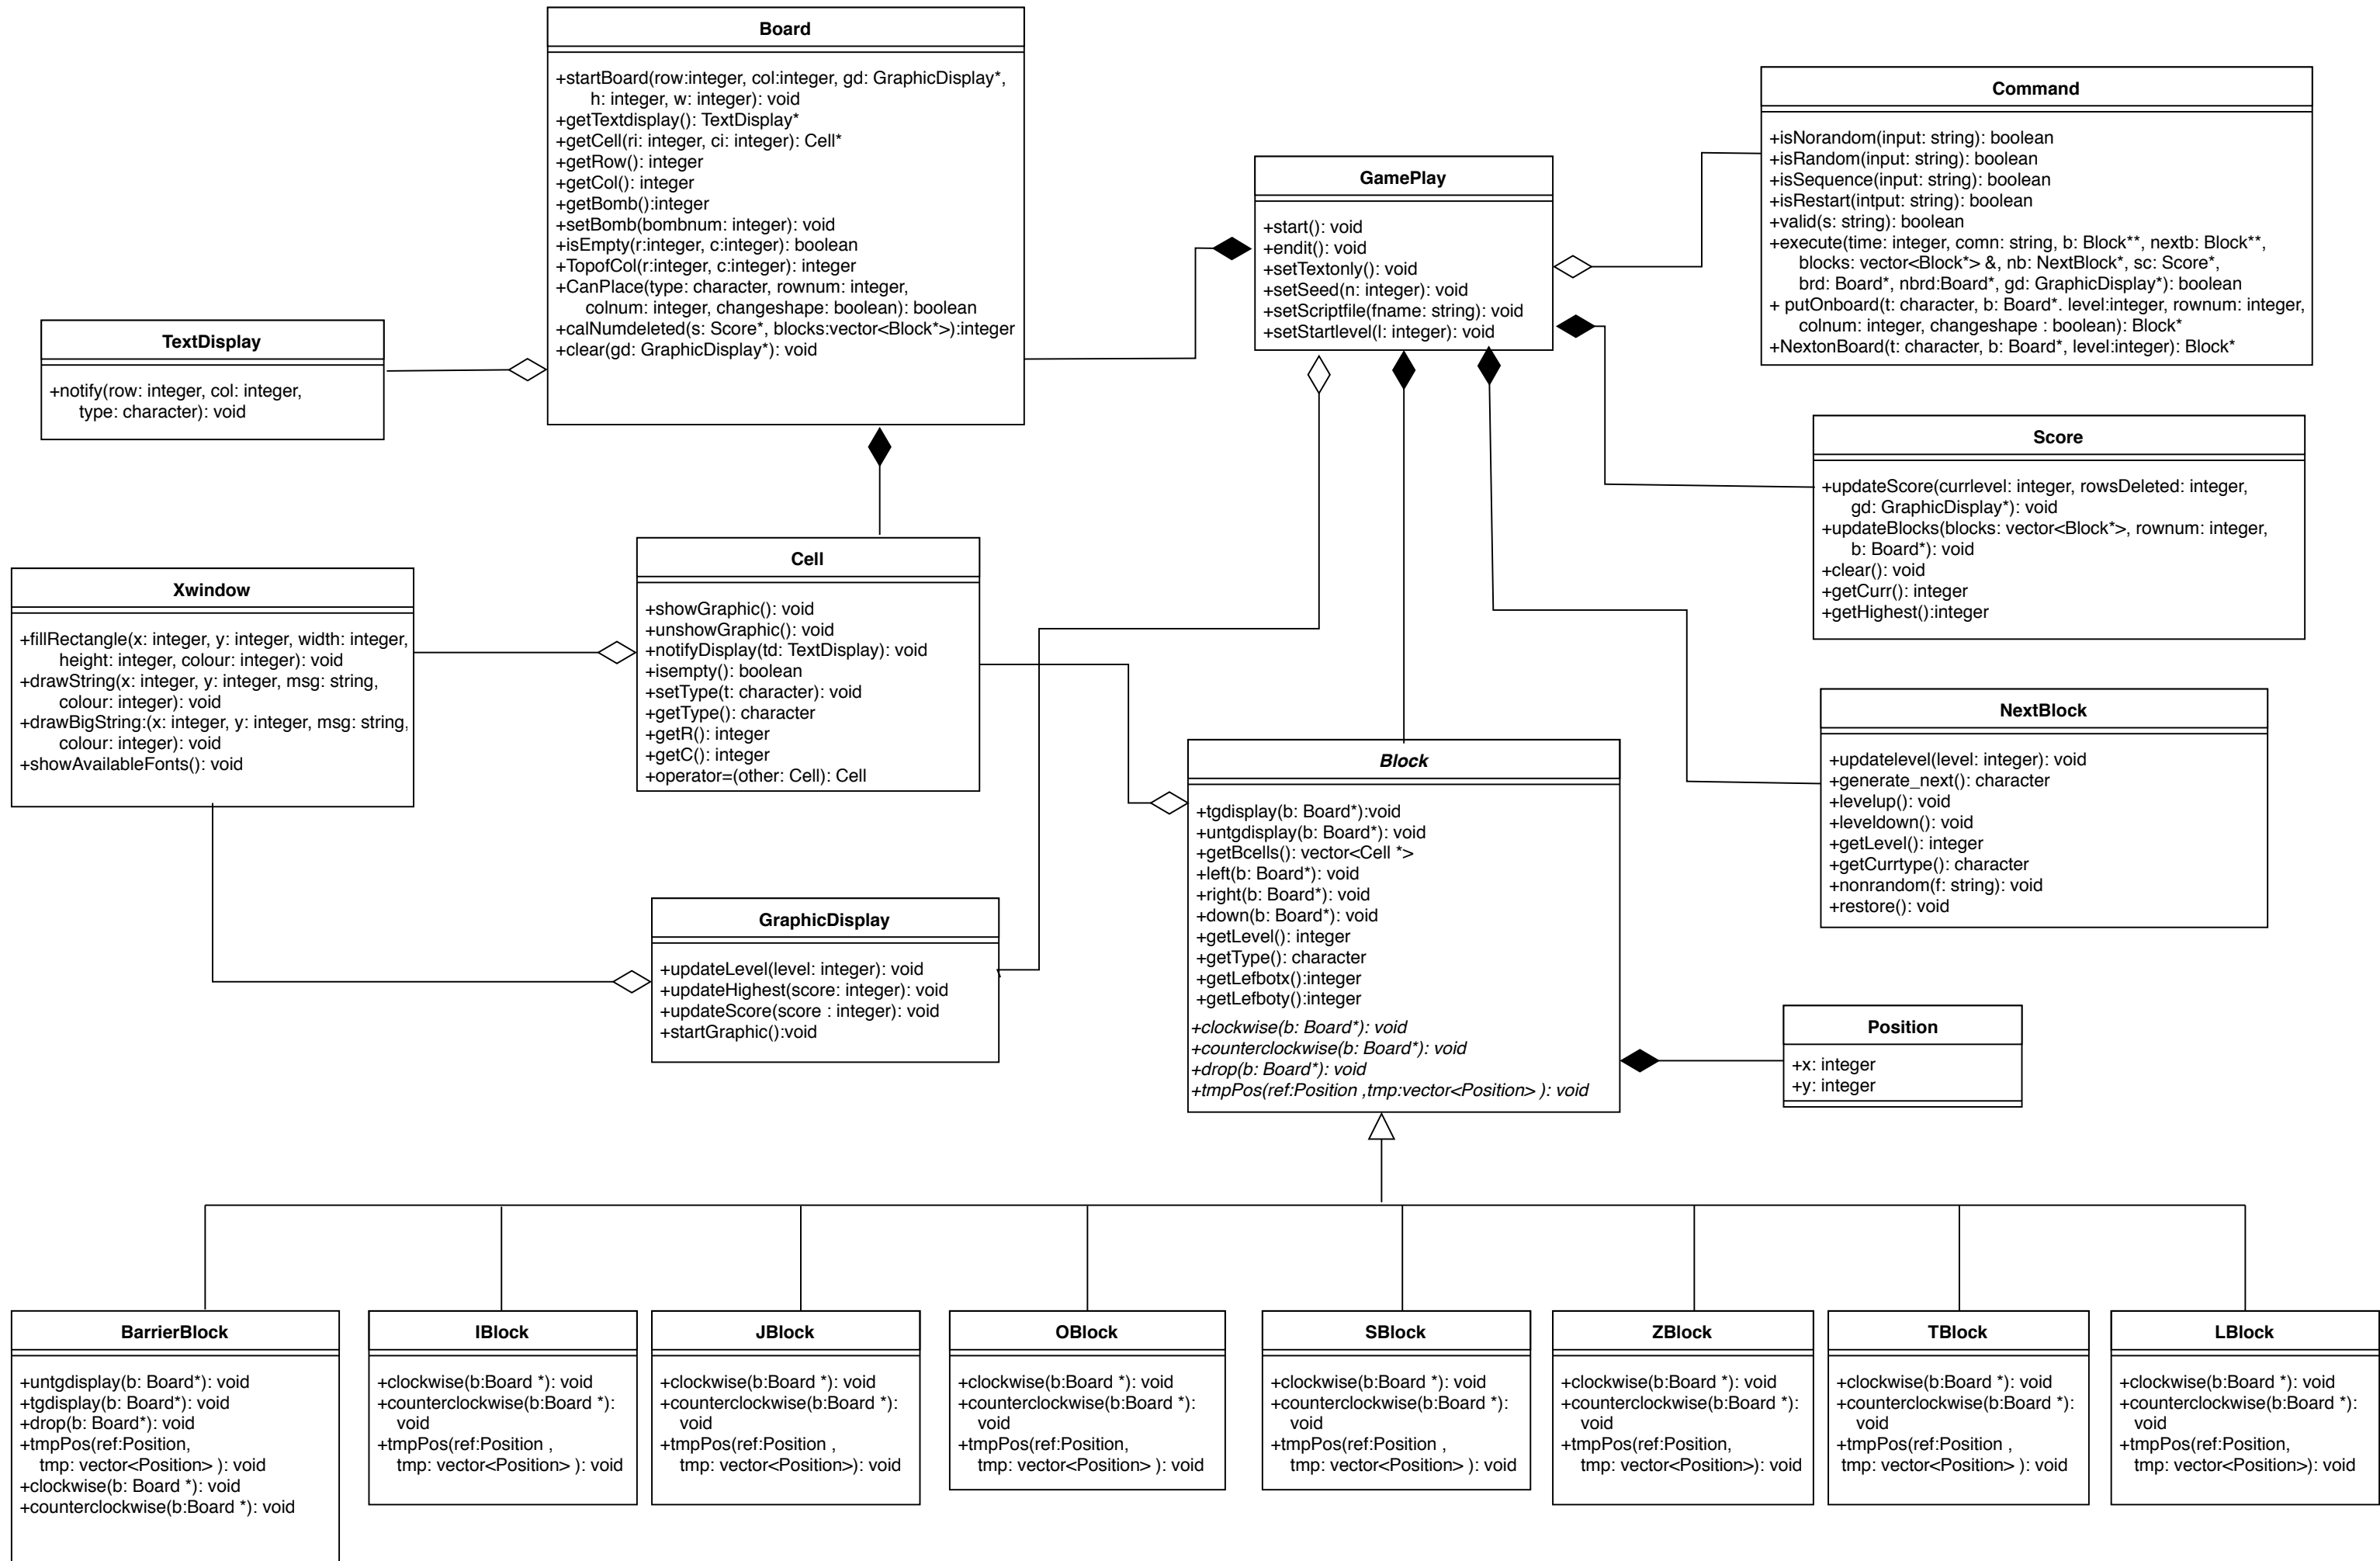 Board
+startBoard(row:integer, col:integer, gd: GraphicDisplay*,
h: integer, w: integer): void
+getTextdisplay(): TextDisplay*
+getCell(ri: integer, ci: integer): Cell*
+getRow(): integer
+getCol(): integer
+getBomb():integer
+setBomb(bombnum: integer): void
+isEmpty(r:integer, c:integer): boolean
+TopofCol(r:integer, c:integer): integer
+CanPlace(type: character, rownum: integer,
colnum: integer, changeshape: boolean): boolean
+calNumdeleted(s: Score*, blocks:vector<Block*>):integer
+clear(gd: GraphicDisplay*): void
GamePlay
+start(): void
+endit(): void
+setTextonly(): void
+setSeed(n: integer): void
+setScriptfile(fname: string): void
+setStartlevel(l: integer): void
Command
+isNorandom(input: string): boolean
+isRandom(input: string): boolean
+isSequence(input: string): boolean
+isRestart(intput: string): boolean
+valid(s: string): boolean
+execute(time: integer, comn: string, b: Block**, nextb: Block**,
blocks: vector<Block*> &, nb: NextBlock*, sc: Score*,
brd: Board*, nbrd:Board*, gd: GraphicDisplay*): boolean
+ putOnboard(t: character, b: Board*. level:integer, rownum: integer,
colnum: integer, changeshape : boolean): Block*
+NextonBoard(t: character, b: Board*, level:integer): Block*
TextDisplay
+notify(row: integer, col: integer,
type: character): void
Score
+updateScore(currlevel: integer, rowsDeleted: integer,
gd: GraphicDisplay*): void
+updateBlocks(blocks: vector<Block*>, rownum: integer,
b: Board*): void
+clear(): void
+getCurr(): integer
+getHighest():integer
Xwindow
+fillRectangle(x: integer, y: integer, width: integer,
height: integer, colour: integer): void
+drawString(x: integer, y: integer, msg: string,
colour: integer): void
+drawBigString:(x: integer, y: integer, msg: string,
colour: integer): void
+showAvailableFonts(): void
Cell
+showGraphic(): void
+unshowGraphic(): void
+notifyDisplay(td: TextDisplay): void
+isempty(): boolean
+setType(t: character): void
+getType(): character
+getR(): integer
+getC(): integer
+operator=(other: Cell): Cell
NextBlock
+updatelevel(level: integer): void
+generate_next(): character
+levelup(): void
+leveldown(): void
+getLevel(): integer
+getCurrtype(): character
+nonrandom(f: string): void
+restore(): void
Block
+tgdisplay(b: Board*):void
+untgdisplay(b: Board*): void
+getBcells(): vector<Cell *>
+left(b: Board*): void
+right(b: Board*): void
+down(b: Board*): void
+getLevel(): integer
+getType(): character
+getLefbotx():integer
+getLefboty():integer
+clockwise(b: Board*): void
+counterclockwise(b: Board*): void
+drop(b: Board*): void
+tmpPos(ref:Position ,tmp:vector<Position> ): void
GraphicDisplay
+updateLevel(level: integer): void
+updateHighest(score: integer): void
+updateScore(score : integer): void
+startGraphic():void
Position
+x: integer
+y: integer
BarrierBlock
+untgdisplay(b: Board*): void
+tgdisplay(b: Board*): void
+drop(b: Board*): void
+tmpPos(ref:Position,
tmp: vector<Position> ): void
+clockwise(b: Board *): void
+counterclockwise(b:Board *): void
IBlock
+clockwise(b:Board *): void
+counterclockwise(b:Board *):
void
+tmpPos(ref:Position ,
tmp: vector<Position> ): void
JBlock
+clockwise(b:Board *): void
+counterclockwise(b:Board *):
void
+tmpPos(ref:Position ,
tmp: vector<Position>): void
OBlock
+clockwise(b:Board *): void
+counterclockwise(b:Board *):
void
+tmpPos(ref:Position,
tmp: vector<Position> ): void
SBlock
+clockwise(b:Board *): void
+counterclockwise(b:Board *):
void
+tmpPos(ref:Position ,
tmp: vector<Position> ): void
ZBlock
+clockwise(b:Board *): void
+counterclockwise(b:Board *):
void
+tmpPos(ref:Position,
tmp: vector<Position>): void
TBlock
+clockwise(b:Board *): void
+counterclockwise(b:Board *):
void
+tmpPos(ref:Position ,
tmp: vector<Position> ): void
LBlock
+clockwise(b:Board *): void
+counterclockwise(b:Board *):
void
+tmpPos(ref:Position,
tmp: vector<Position>): void